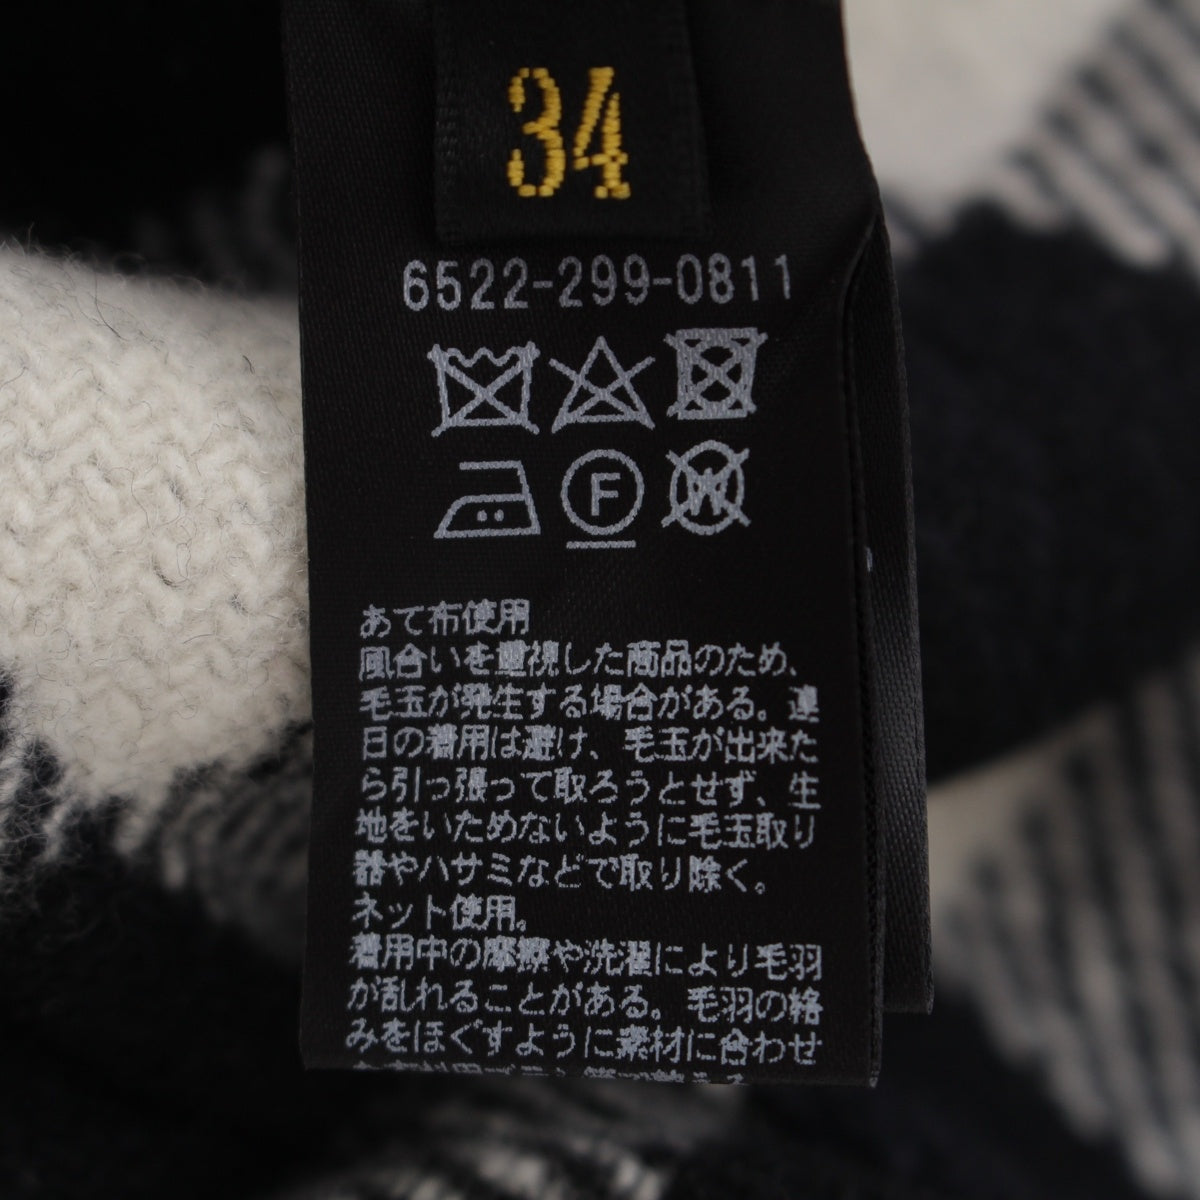 34
6522-299-0811
F
W
あて布使用
風合いを重視した商品のため、
毛玉が発生する場合がある。連
日の着用は避け、毛玉が出来た
ら引っ張って取ろうとせず、生
地をいためないように毛玉取り
器やハサミなどで取り除く。
ネット使用。
着用中の摩擦や洗濯により毛羽
が乱れることがある。毛羽の絡
みをほぐすように素材に合わせ